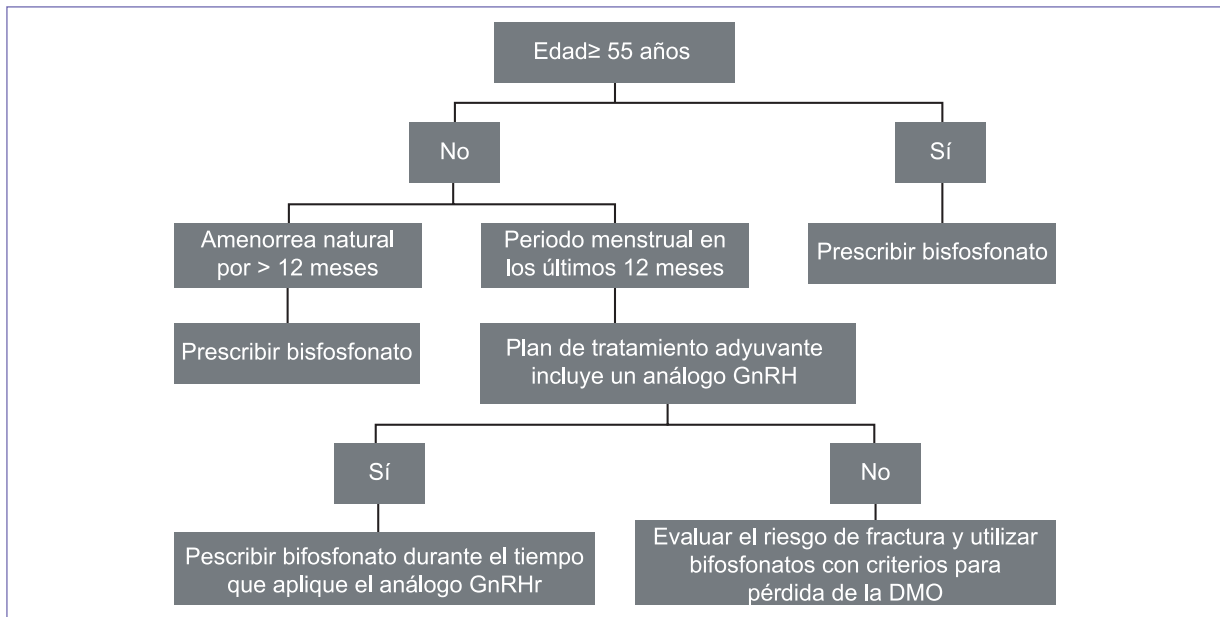 Edad≥ 55 años
No
Sí
Amenorrea natural
por > 12 meses
Periodo menstrual en
los últimos 12 meses
Prescribir bisfosfonato
Prescribir bisfosfonato
Plan de tratamiento adyuvante
incluye un análogo GnRH
Sí
No
Pescribir bifosfonato durante el tiempo
que aplique el análogo GnRHr
Evaluar el riesgo de fractura y utilizar
bifosfonatos con criterios para
pérdida de la DMO